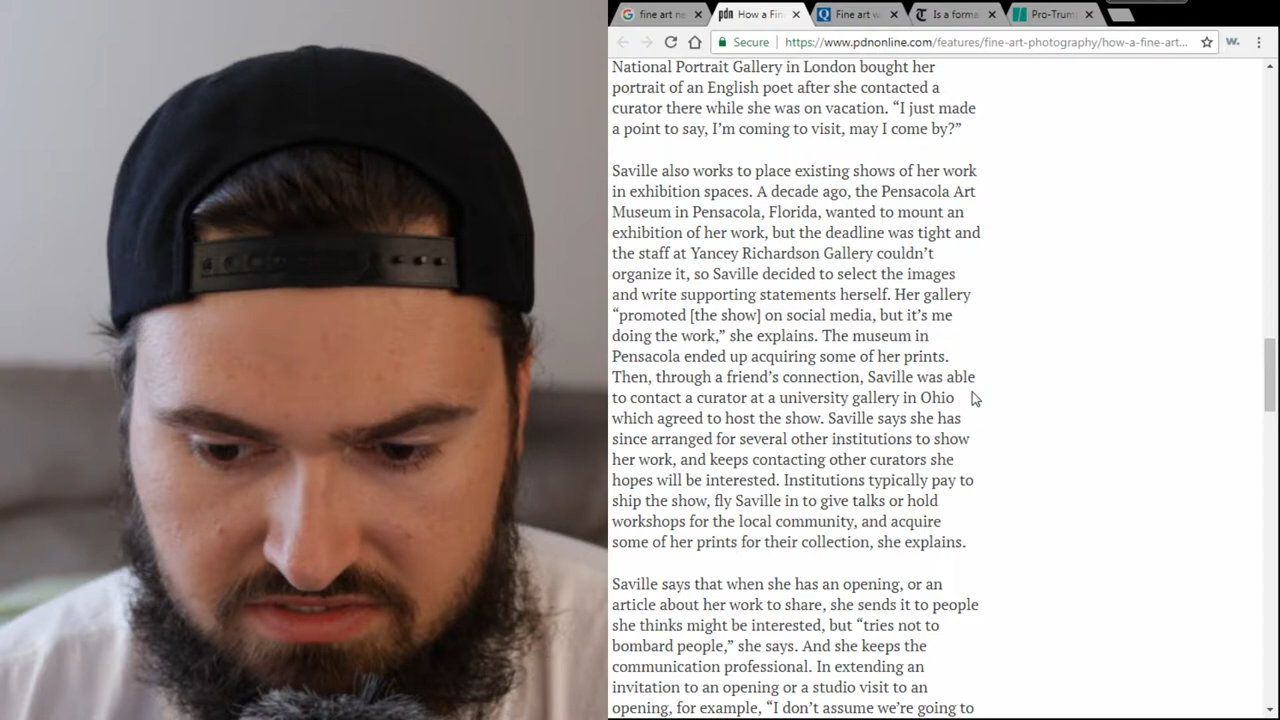 fine art ne
pdn How a Fin
Fine art w
Is a forma
Pro-Trum
Secure https://www.pdnonline.com/features/fine-art-photography/how-a-fine-art...
W.
National Portrait Gallery in London bought her
portrait of an English poet after she contacted a
curator there while she was on vacation. “I just made
a point to say, I’m coming to visit, may I come by?”
Saville also works to place existing shows of her work
in exhibition spaces. A decade ago, the Pensacola Art
Museum in Pensacola, Florida, wanted to mount an
exhibition of her work, but the deadline was tight and
the staff at Yancey Richardson Gallery couldn’t
organize it, so Saville decided to select the images
and write supporting statements herself. Her gallery
“promoted [the show] on social media, but it’s me
doing the work,” she explains. The museum in
Pensacola ended up acquiring some of her prints.
Then, through a friend’s connection, Saville was able
to contact a curator at a university gallery in Ohio
which agreed to host the show. Saville says she has
since arranged for several other institutions to show
her work, and keeps contacting other curators she
hopes will be interested. Institutions typically pay to
ship the show, fly Saville in to give talks or hold
workshops for the local community, and acquire
some of her prints for their collection, she explains.
Saville says that when she has an opening, or an
article about her work to share, she sends it to people
she thinks might be interested, but “tries not to
bombard people,” she says. And she keeps the
communication professional. In extending an
invitation to an opening or a studio visit to an
opening, for example, “I don’t assume we’re going to